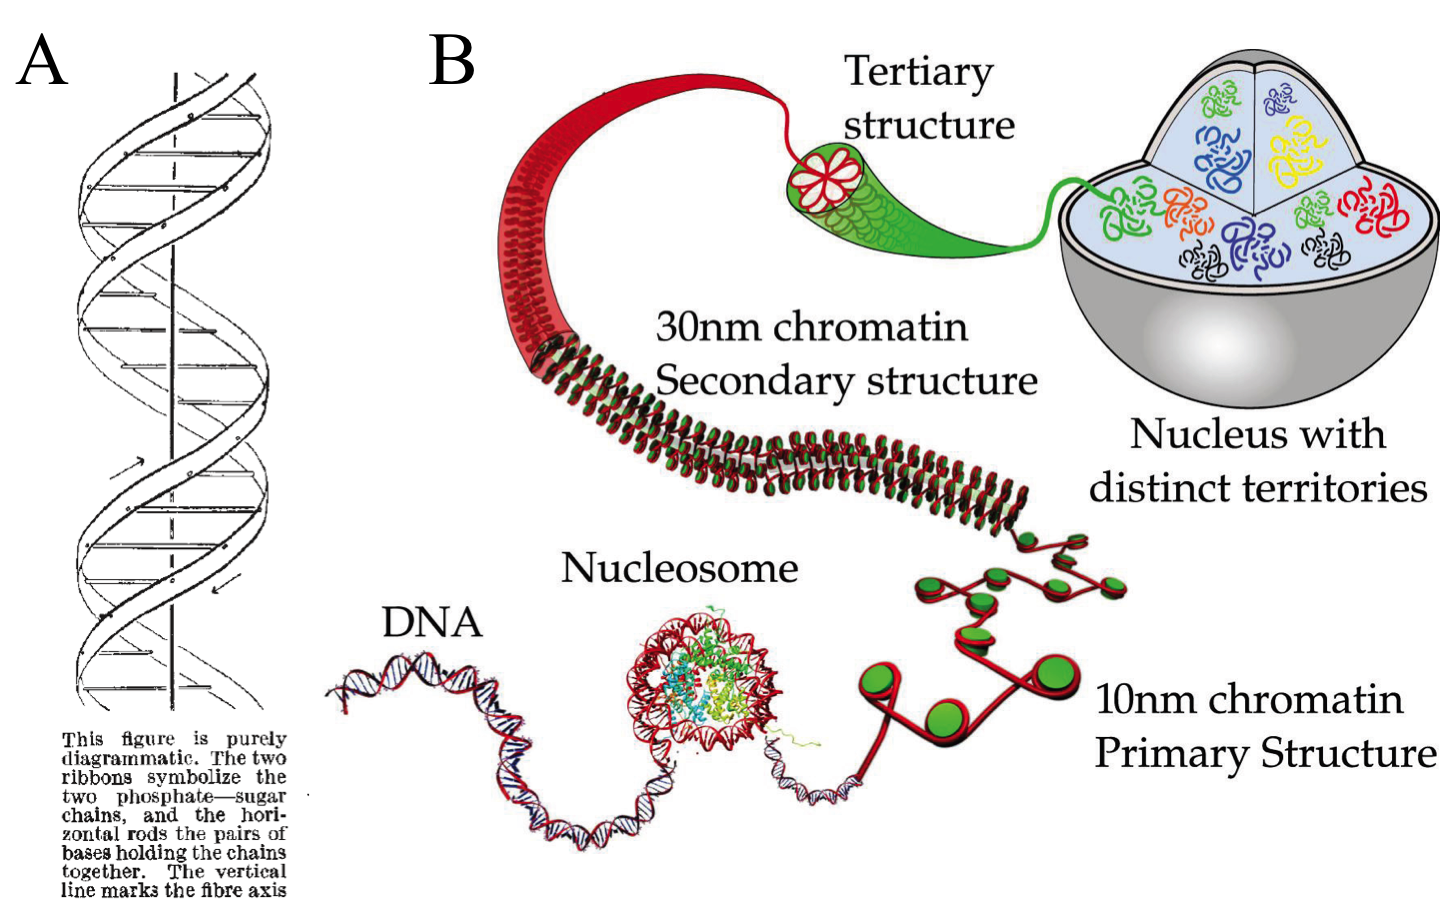 A
This figure is purely
diagrammatic. The two
ribbons symbolize the
two phosphate—sugar
chains, and the hori-
zontal rods the pairs of
bases holding the chains
together. The vertical
line marks the fibre axis
B
Tertiary
structure
30nm chromatin
Secondary structure
Nucleus with
distinct territories
Nucleosome
DNA
10nm chromatin
Primary Structure